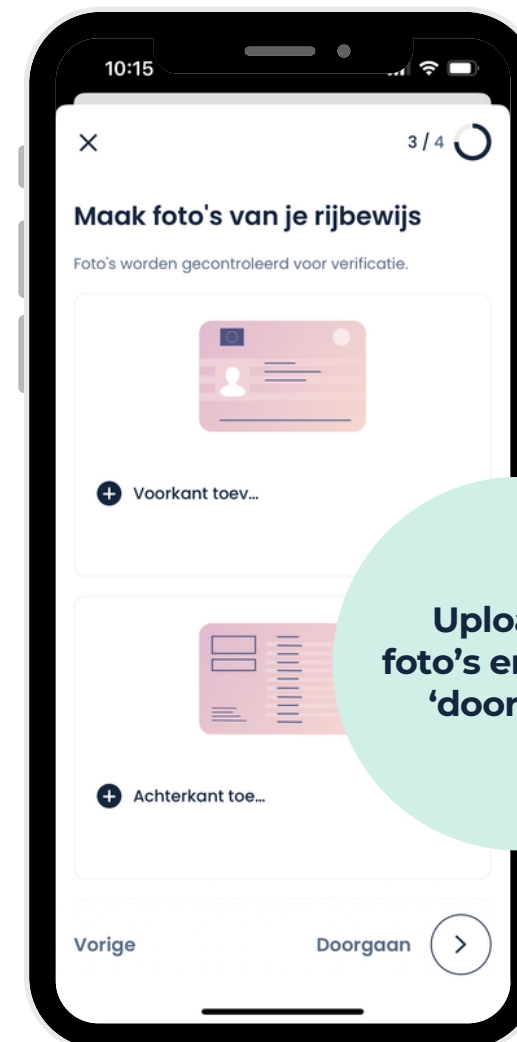 10:15
3 / 4
Maak foto's van je rijbewijs
Foto's worden gecontroleerd voor verificatie.
Voorkant toev...
Uploa
foto’s en
‘door
Achterkant toe...
Vorige
Doorgaan